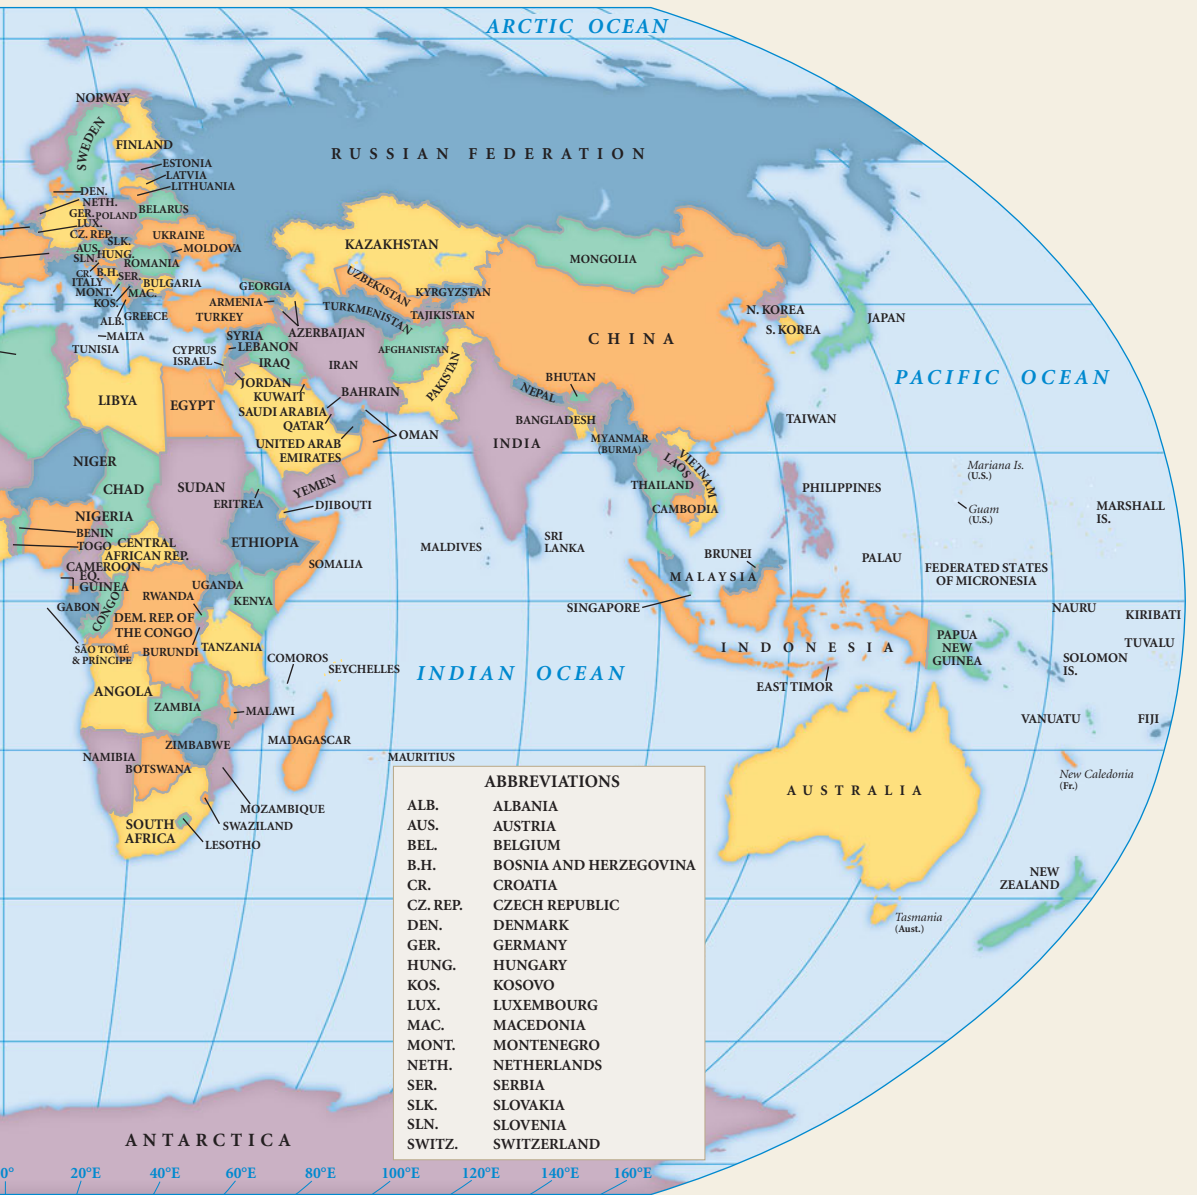 ARCTIC OCEAN
NORWAY
SWEDEN
FINLAND
RUSSIAN FEDERATION
ESTONIA
LATVIA
LITHUANIA
DEN.
NETH.
GER.
POLAND
BELARUS
LUX.
CZ. REP.
SLK.
UKRAINE
AUS.
HUNG.
MOLDOVA
SLN.
ROMANIA
CR.
B.H.
SER.
ITALY
BULGARIA
MONT.
MAC.
KOS.
ALB.
GREECE
MALTA
TUNISIA
KAZAKHSTAN
MONGOLIA
GEORGIA
UZBEKISTAN
KYRGYZSTAN
ARMENIA
TURKEY
TURKMENISTAN
TAJIKISTAN
AZERBAIJAN
N. KOREA
S. KOREA
JAPAN
CHINA
SYRIA
CYPRUS
LEBANON
ISRAEL
IRAQ
IRAN
AFGHANISTAN
PAKISTAN
JORDAN
KUWAIT
BAHRAIN
NEPAL
BHUTAN
PACIFIC OCEAN
LIBYA
EGYPT
SAUDI ARABIA
QATAR
UNITED ARAB
EMIRATES
OMAN
BANGLADESH
INDIA
MYANMAR
(BURMA)
TAIWAN
NIGER
CHAD
SUDAN
ERITREA
YEMEN
DJIBOUTI
LAOS
VIETNAM
THAILAND
CAMBODIA
PHILIPPINES
Mariana Is.
(U.S.)
Guam
(U.S.)
MARSHALL
IS.
NIGERIA
BENIN
TOGO
CENTRAL
AFRICAN REP.
ETHIOPIA
SOMALIA
MALDIVES
SRI
LANKA
BRUNEI
MALAYSIA
PALAU
FEDERATED STATES
OF MICRONESIA
CAMEROON
EQ.
GUINEA
GABON
CONGO
RWANDA
UGANDA
KENYA
DEM. REP. OF
THE CONGO
SINGAPORE
NAURU
KIRIBATI
SÃO TOMÉ
& PRÍNCIPE
BURUNDI
TANZANIA
COMOROS
SEYCHELLES
INDIAN OCEAN
INDONESIA
EAST TIMOR
PAPUA
NEW
GUINEA
TUVALU
SOLOMON
IS.
ANGOLA
ZAMBIA
MALAWI
VANUATU
FIJI
NAMIBIA
ZIMBABWE
BOTSWANA
MADAGASCAR
MAURITIUS
New Caledonia
(Fr.)
AUSTRALIA
MOZAMBIQUE
SWAZILAND
SOUTH
AFRICA
LESOTHO
NEW
ZEALAND
Tasmania
(Aust.)
ABBREVIATIONS
ALB. ALBANIA
AUS. AUSTRIA
BEL. BELGIUM
B.H. BOSNIA AND HERZEGOVINA
CR. CROATIA
CZ. REP. CZECH REPUBLIC
DEN. DENMARK
GER. GERMANY
HUNG. HUNGARY
KOS. KOSOVO
LUX. LUXEMBOURG
MAC. MACEDONIA
MONT. MONTENEGRO
NETH. NETHERLANDS
SER. SERBIA
SLK. SLOVAKIA
SLN. SLOVENIA
SWITZ. SWITZERLAND
ANTARCTICA
0° 20°E 40°E 60°E 80°E 100°E 120°E 140°E 160°E